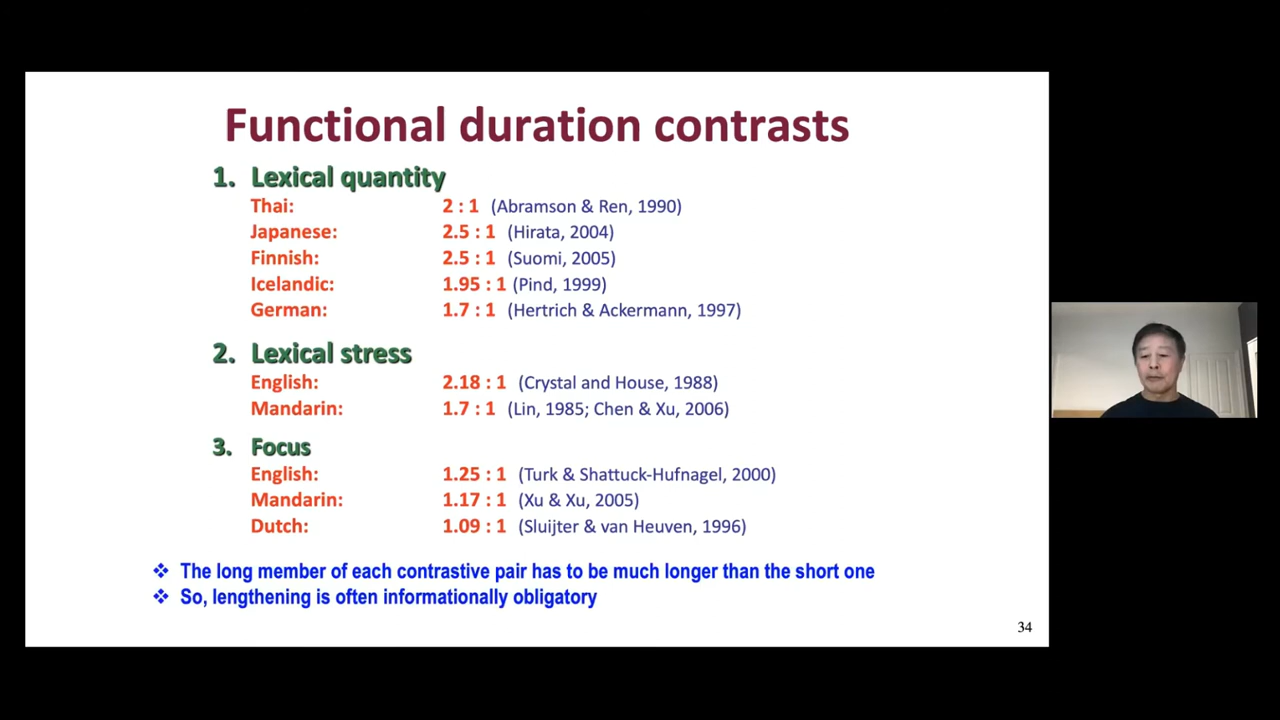 Functional duration contrasts
1. Lexical quantity
Thai: 2 : 1 (Abramson & Ren, 1990)
Japanese: 2.5 : 1 (Hirata, 2004)
Finnish: 2.5 : 1 (Suomi, 2005)
Icelandic: 1.95 : 1 (Pind, 1999)
German: 1.7 : 1 (Hertrich & Ackermann, 1997)
2. Lexical stress
English: 2.18 : 1 (Crystal and House, 1988)
Mandarin: 1.7 : 1 (Lin, 1985; Chen & Xu, 2006)
3. Focus
English: 1.25 : 1 (Turk & Shattuck-Hufnagel, 2000)
Mandarin: 1.17 : 1 (Xu & Xu, 2005)
Dutch: 1.09 : 1 (Sluijter & van Heuven, 1996)
❖ The long member of each contrastive pair has to be much longer than the short one
❖ So, lengthening is often informationally obligatory
34